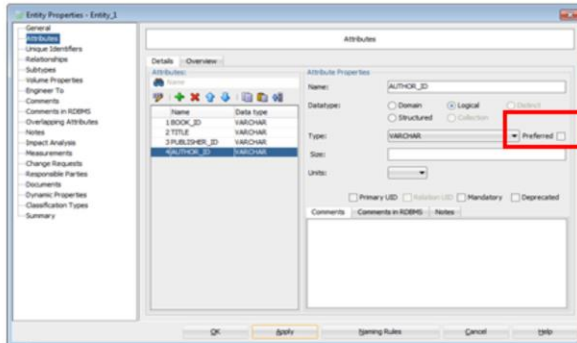 Entity Properties - Entity_1
General
Attributes
Unique Identifiers
Relationships
Subtypes
Volume Properties
Engineer To
Comments
Comments in RDBMS
Overlapping Attributes
Notes
Impact Analysis
Measurements
Change Requests
Responsible Parties
Documents
Dynamic Properties
Classification Types
Summary
Attributes
Details Overview
Attributes:
Name
Name Data type
1 BOOK_ID VARCHAR
2 TITLE VARCHAR
3 PUBLISHER_ID VARCHAR
4 AUTHOR_ID VARCHAR
Attribute Properties
Name: AUTHOR_ID
Datatype: Domain Logical Distinct
Structured Collection
Type: VARCHAR Preferred
Size:
Units:
Primary UID Relation UID Mandatory Deprecated
Comments Comments in RDBMS Notes
OK Apply Naming Rules Cancel Help